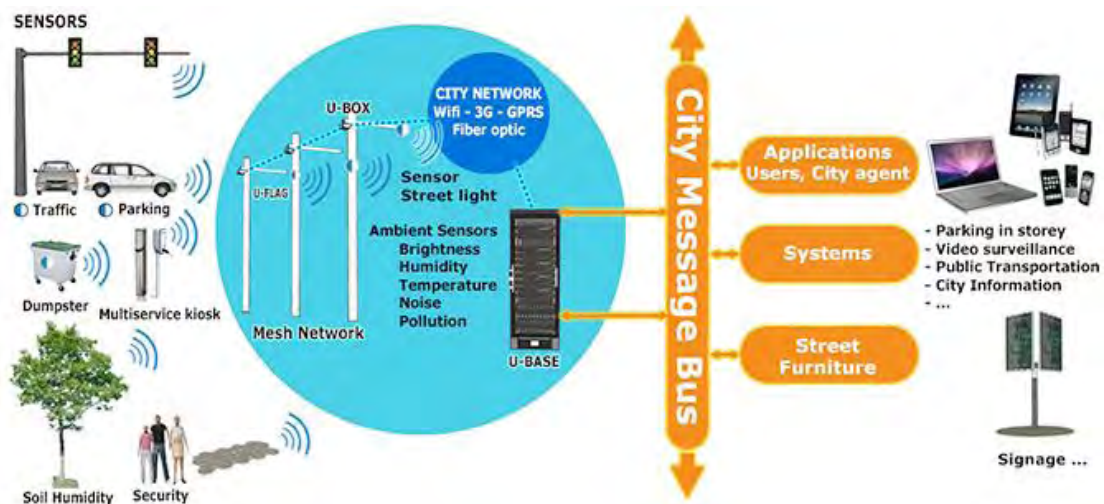 SENSORS
Traffic
Parking
Dumpster
Multiservice kiosk
Soil Humidity
Security
U-BOX
U-FLAG
CITY NETWORK
Wifi - 3G - GPRS
Fiber optic
Sensor
Street light
Ambient Sensors
Brightness
Humidity
Temperature
Noise
Pollution
Mesh Network
U-BASE
City Message Bus
Applications
Users, City agent
Systems
Street
Furniture
- Parking in storey
- Video surveillance
- Public Transportation
- City Information
- ...
Signage ...